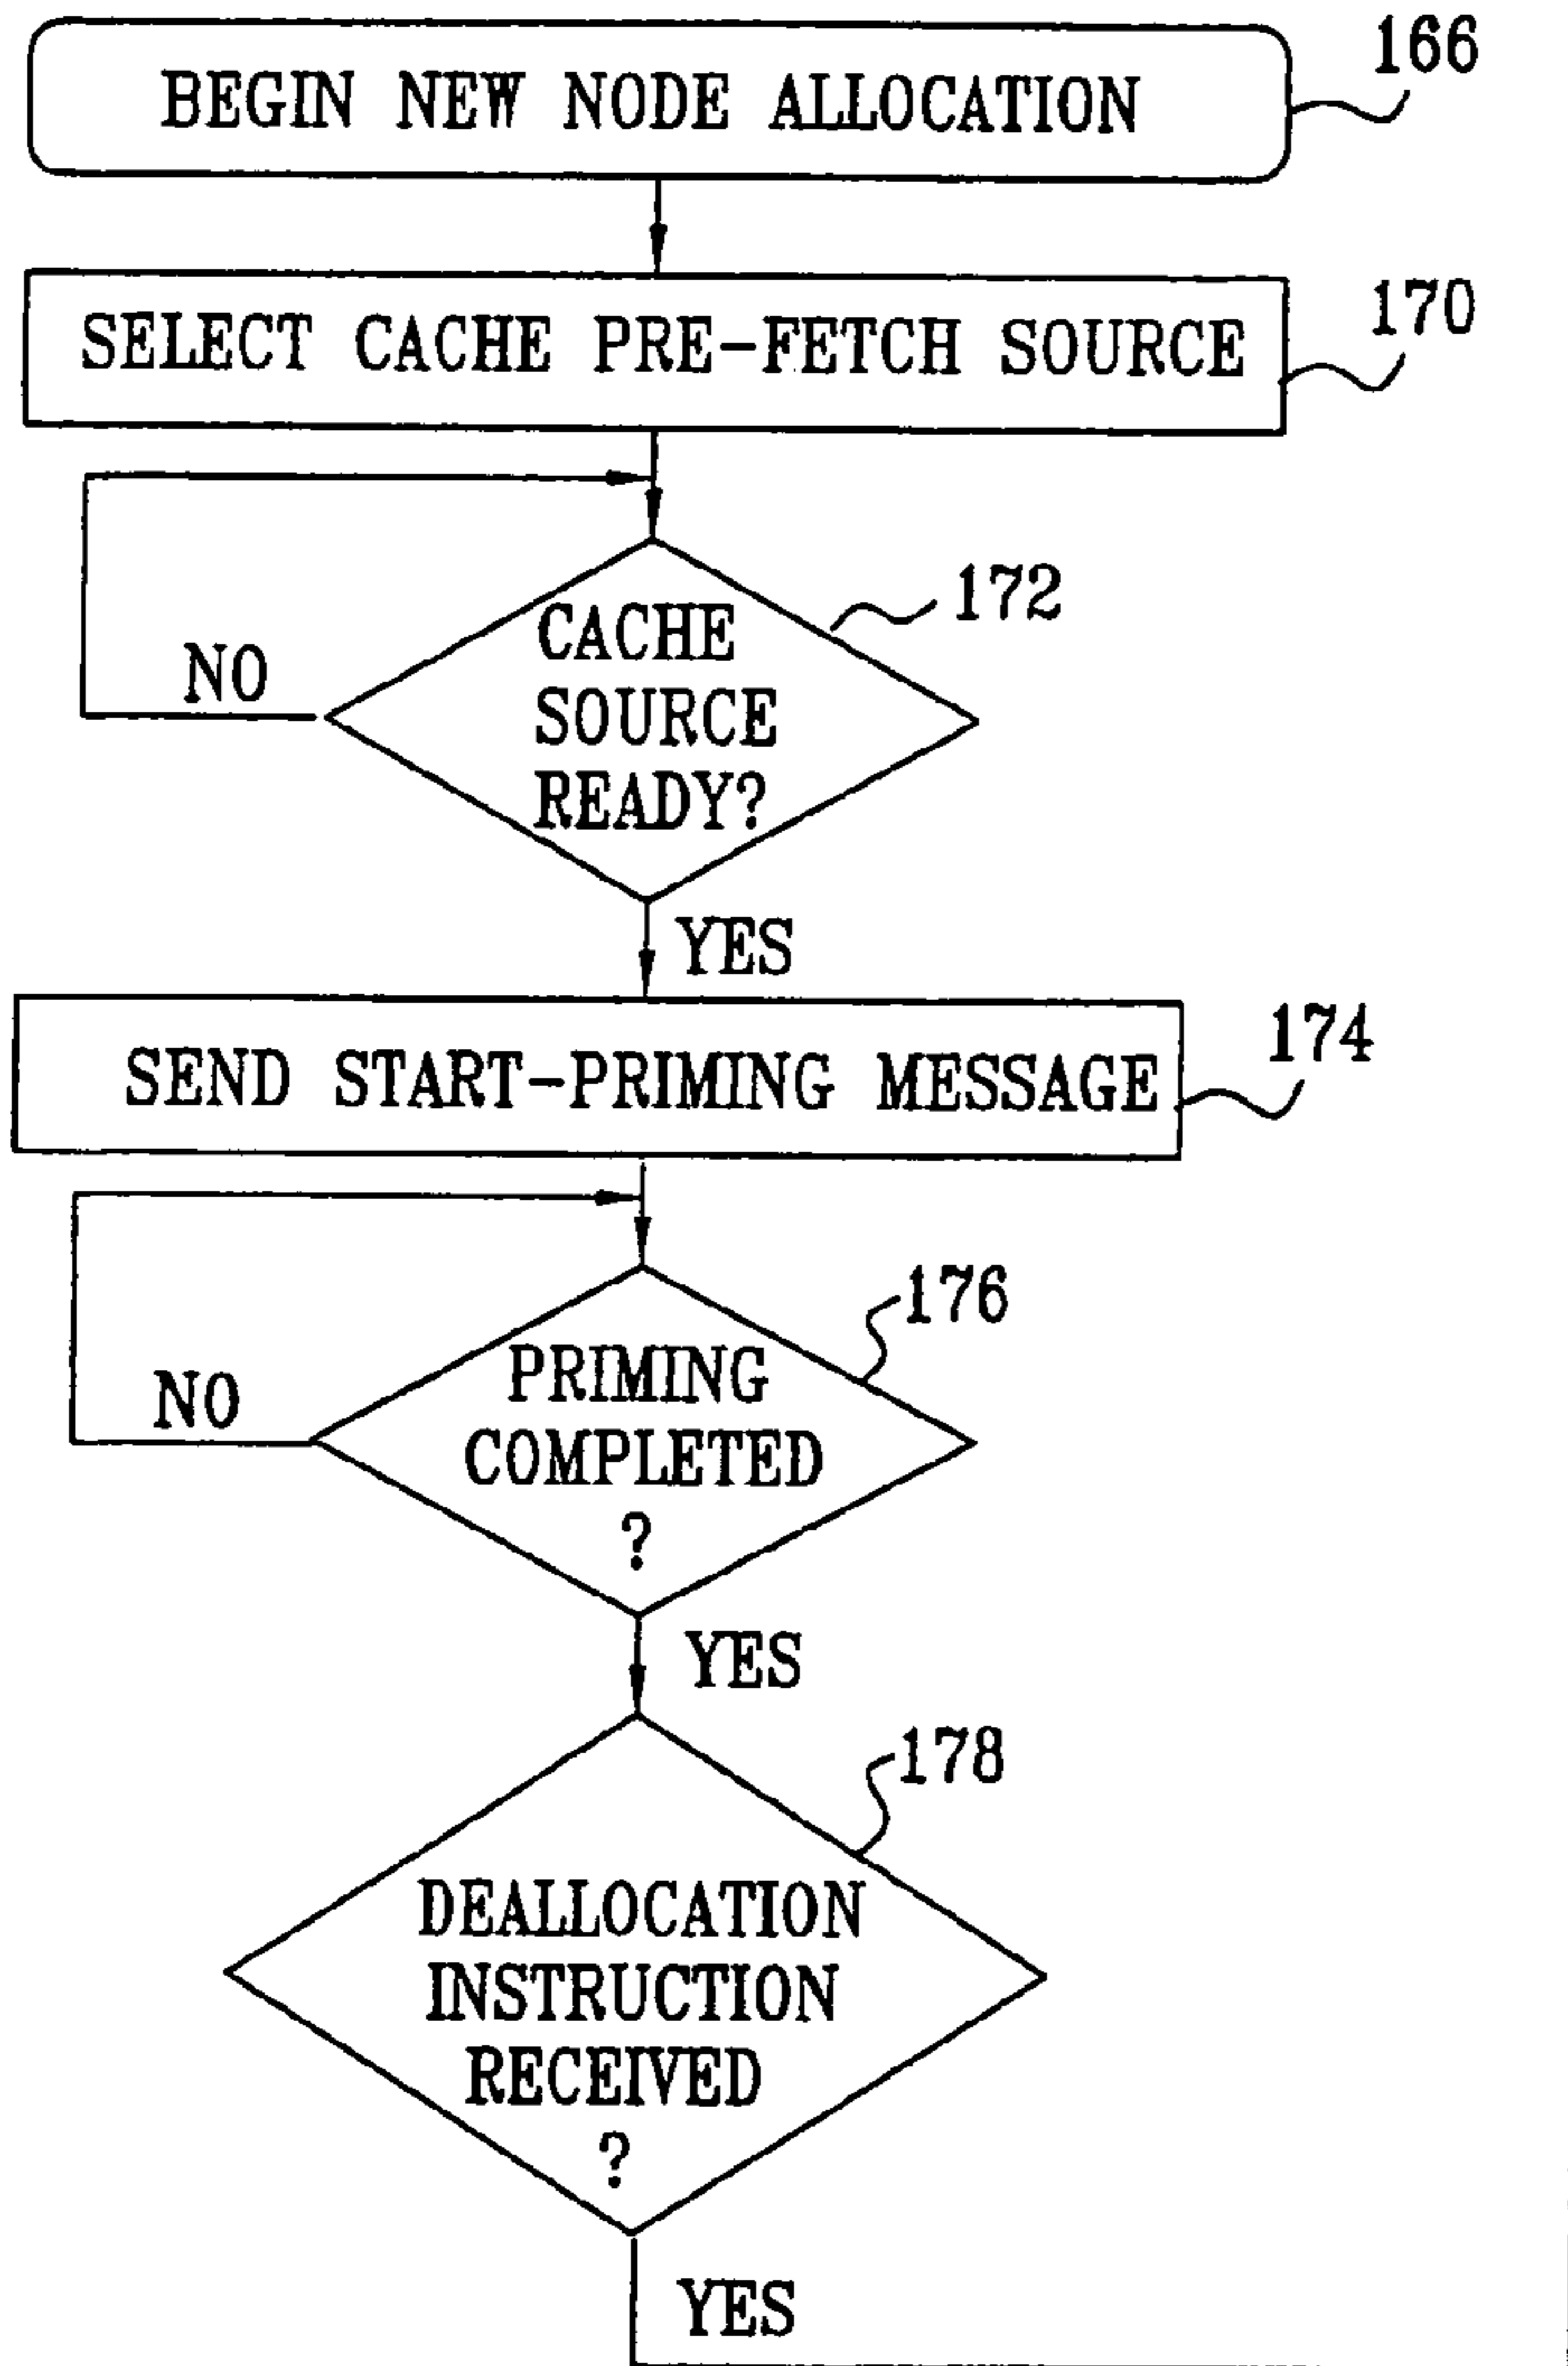 BEGIN NEW NODE ALLOCATION
166
SELECT CACHE PRE-FETCH SOURCE
170
CACHE
SOURCE
READY?
172
NO
YES
SEND START-PRIMING MESSAGE
174
PRIMING
COMPLETED
?
176
NO
YES
DEALLOCATION
INSTRUCTION
RECEIVED
?
178
YES